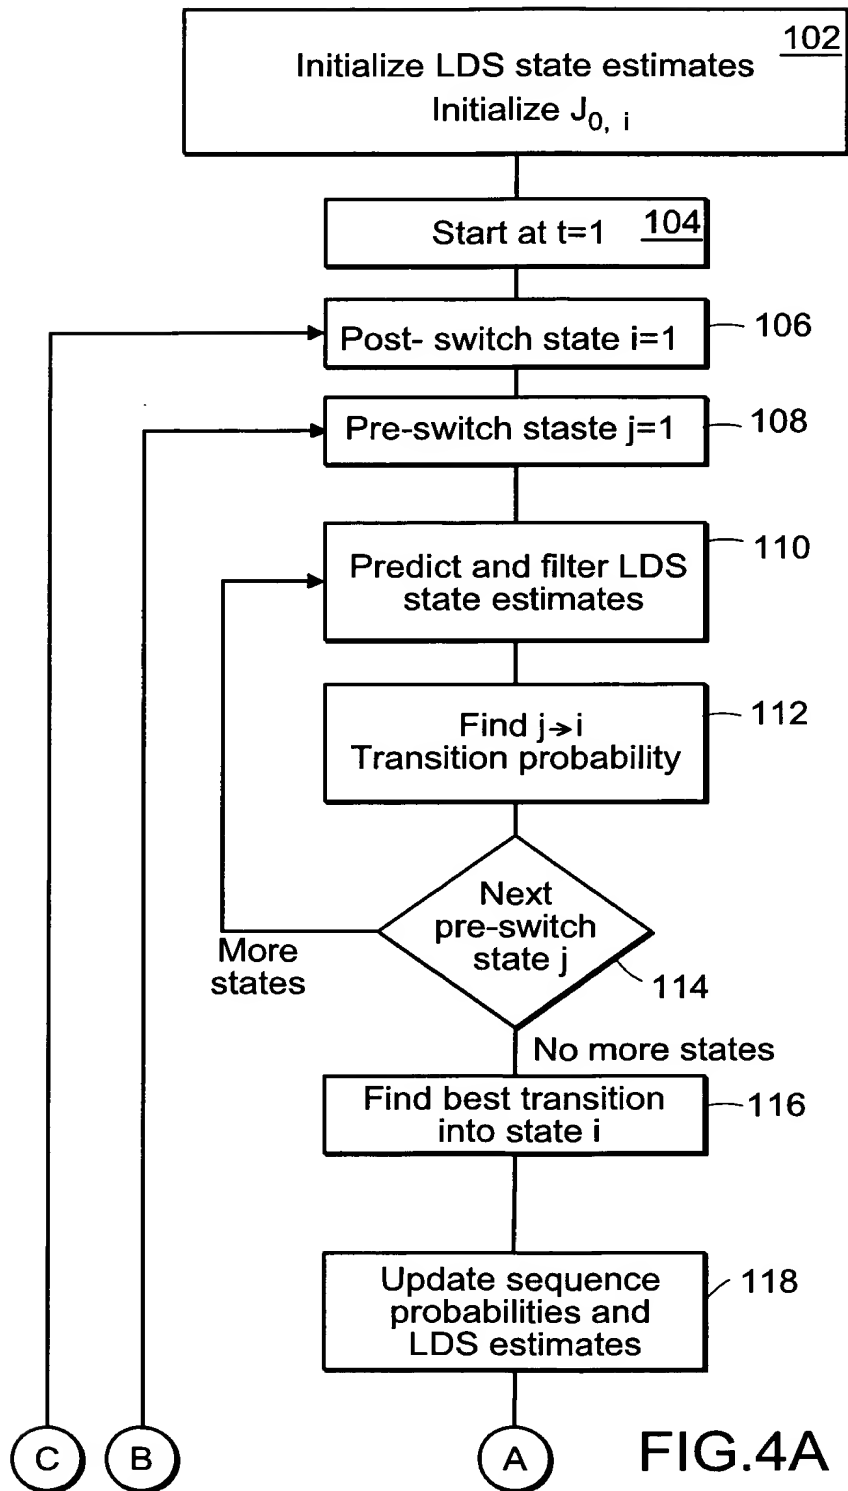 102
Initialize LDS state estimates
Initialize J0, i
Start at t=1 104
Post- switch state i=1 106
Pre-switch staste j=1 108
Predict and filter LDS
state estimates
110
Find j→i
Transition probability
112
Next
pre-switch
state j
114
More
states
No more states
Find best transition
into state i
116
Update sequence
probabilities and
LDS estimates
118
C B A FIG.4A